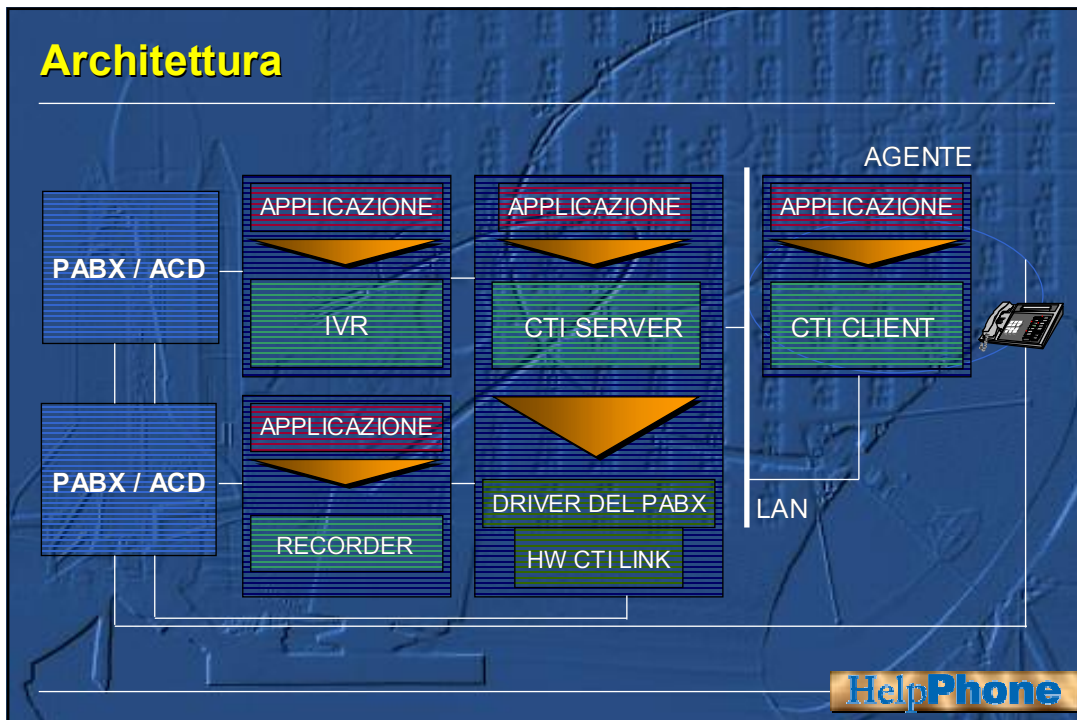 Architettura
AGENTE
PABX / ACD
APPLICAZIONE
IVR
APPLICAZIONE
CTI SERVER
APPLICAZIONE
CTI CLIENT
PABX / ACD
APPLICAZIONE
RECORDER
DRIVER DEL PABX
HW CTI LINK
LAN
HelpPhone